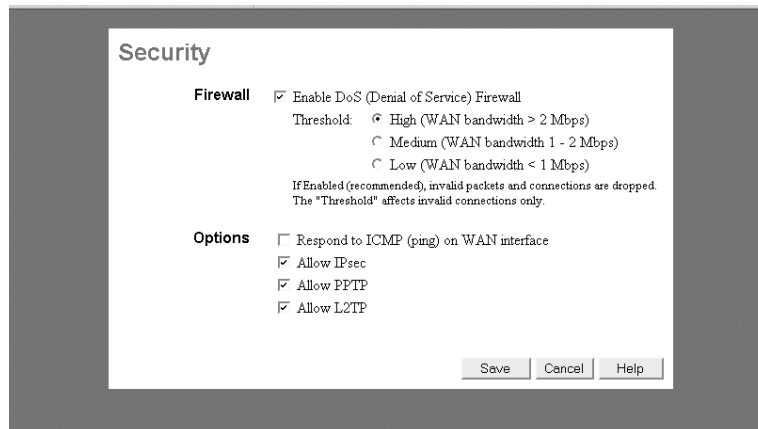 Security
Firewall
Enable DoS (Denial of Service) Firewall
Threshold: High (WAN bandwidth > 2 Mbps)
Medium (WAN bandwidth 1 - 2 Mbps)
Low (WAN bandwidth < 1 Mbps)
If Enabled (recommended), invalid packets and connections are dropped.
The "Threshold" affects invalid connections only.
Options
Respond to ICMP (ping) on WAN interface
Allow IPsec
Allow PPTP
Allow L2TP
Save Cancel Help